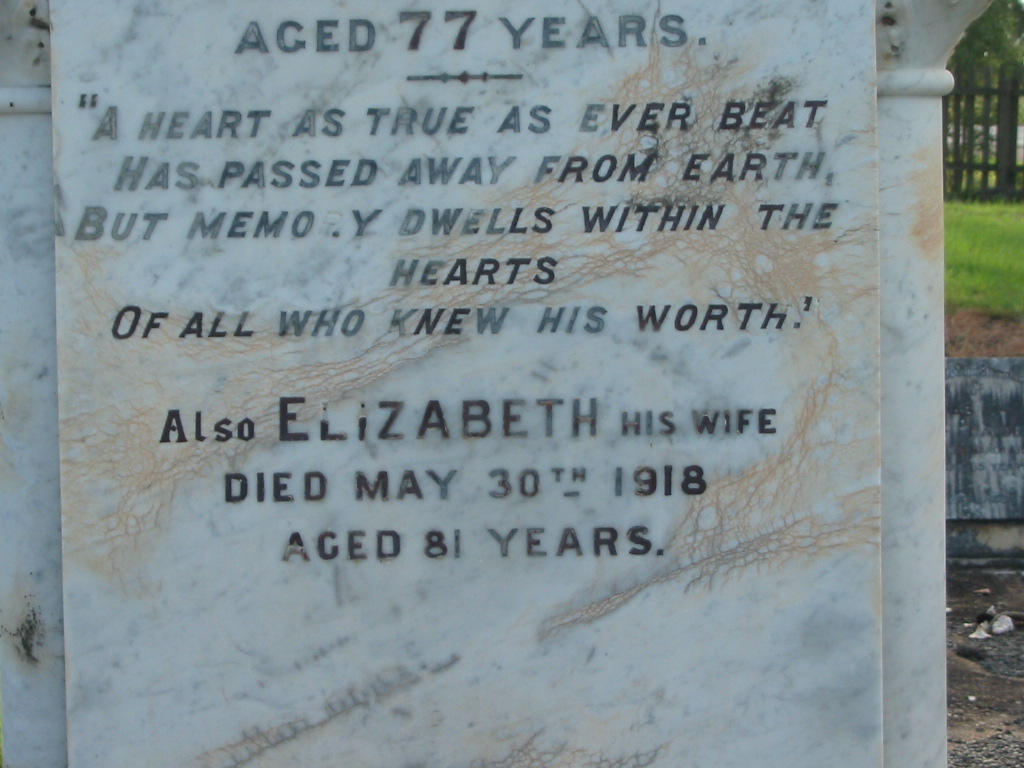 AGED 77 YEARS.
"A HEART AS TRUE AS EVER BEAT
HAS PASSED AWAY FROM EARTH,
BUT MEMORY DWELLS WITHIN THE
HEARTS
OF ALL WHO KNEW HIS WORTH."
ALSO ELIZABETH HIS WIFE
DIED MAY 30TH 1918
AGED 81 YEARS.